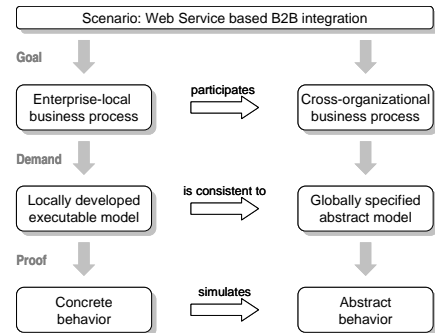 Scenario: Web Service based B2B integration
Goal
Enterprise-local
business process
participates
Cross-organizational
business process
Demand
Locally developed
executable model
is consistent to
Globally specified
abstract model
Proof
Concrete
behavior
simulates
Abstract
behavior